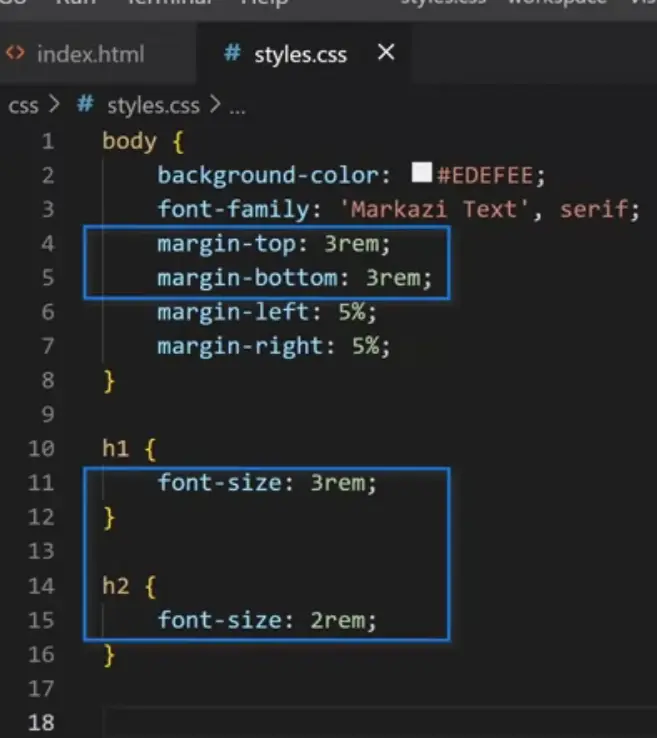 Run Terminal Help styles.css workspace
index.html # styles.css ×
css > # styles.css > ...
1 body {
2 background-color: #EDEFEE;
3 font-family: 'Markazi Text', serif;
4 margin-top: 3rem;
5 margin-bottom: 3rem;
6 margin-left: 5%;
7 margin-right: 5%;
8 }
9
10 h1 {
11 font-size: 3rem;
12 }
13
14 h2 {
15 font-size: 2rem;
16 }
17
18